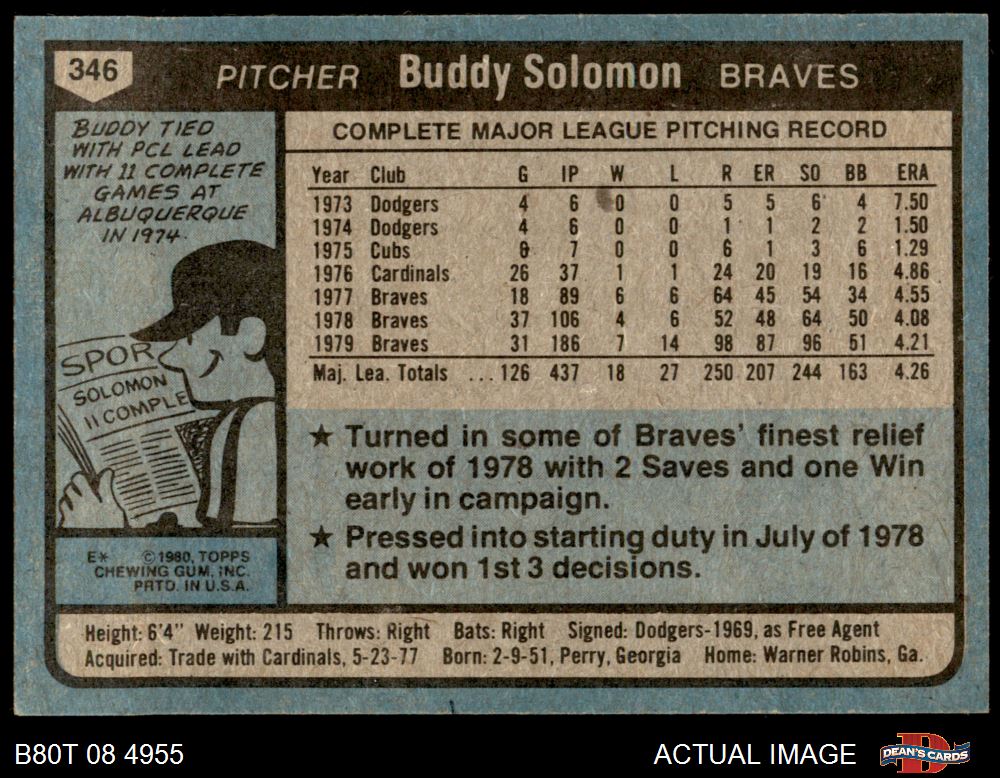 346 PITCHER Buddy Solomon BRAVES
BUDDY TIED
WITH PCL LEAD
WITH 11 COMPLETE
GAMES AT
ALBUQUERQUE
IN 1974.
SPOR
SOLOMON
11 COMPLE
E* © 1980, TOPPS
CHEWING GUM, INC.
PRTD. IN U.S.A.
COMPLETE MAJOR LEAGUE PITCHING RECORD
Year Club G IP W L R ER SO BB ERA
1973 Dodgers 4 6 0 0 5 5 6 4 7.50
1974 Dodgers 4 6 0 0 1 1 2 2 1.50
1975 Cubs 6 7 0 0 6 1 3 6 1.29
1976 Cardinals 26 37 1 1 24 20 19 16 4.86
1977 Braves 18 89 6 6 64 45 54 34 4.55
1978 Braves 37 106 4 6 52 48 64 50 4.08
1979 Braves 31 186 7 14 98 87 96 51 4.21
Maj. Lea. Totals ... 126 437 18 27 250 207 244 163 4.26
★ Turned in some of Braves' finest relief
work of 1978 with 2 Saves and one Win
early in campaign.
★ Pressed into starting duty in July of 1978
and won 1st 3 decisions.
Height: 6'4" Weight: 215 Throws: Right Bats: Right Signed: Dodgers-1969, as Free Agent
Acquired: Trade with Cardinals, 5-23-77 Born: 2-9-51, Perry, Georgia Home: Warner Robins, Ga.
B80T 08 4955 ACTUAL IMAGE DEAN'S CARDS